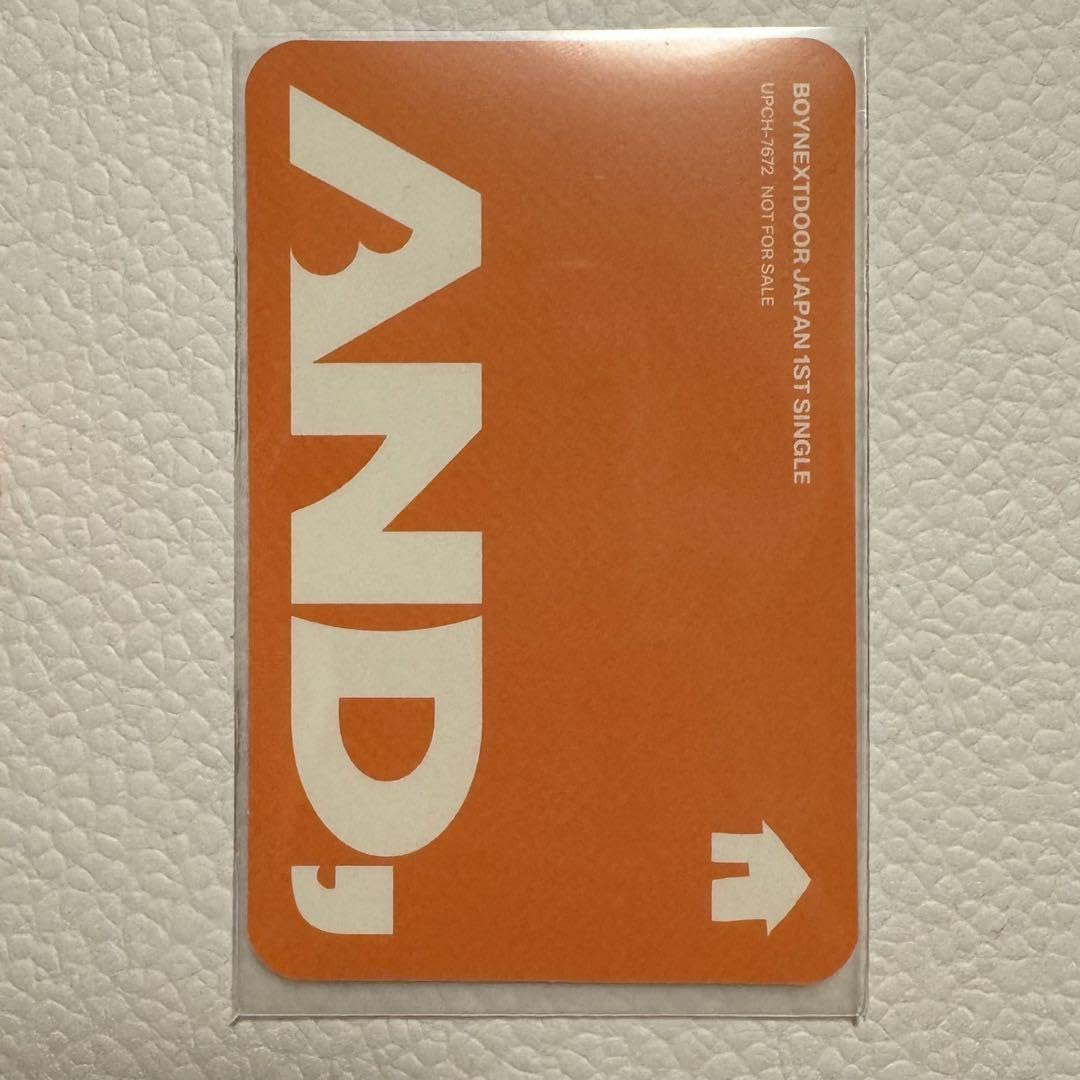 BOYNEXTDOOR JAPAN 1ST SINGLE
UPCH-7672 NOT FOR SALE
AND,